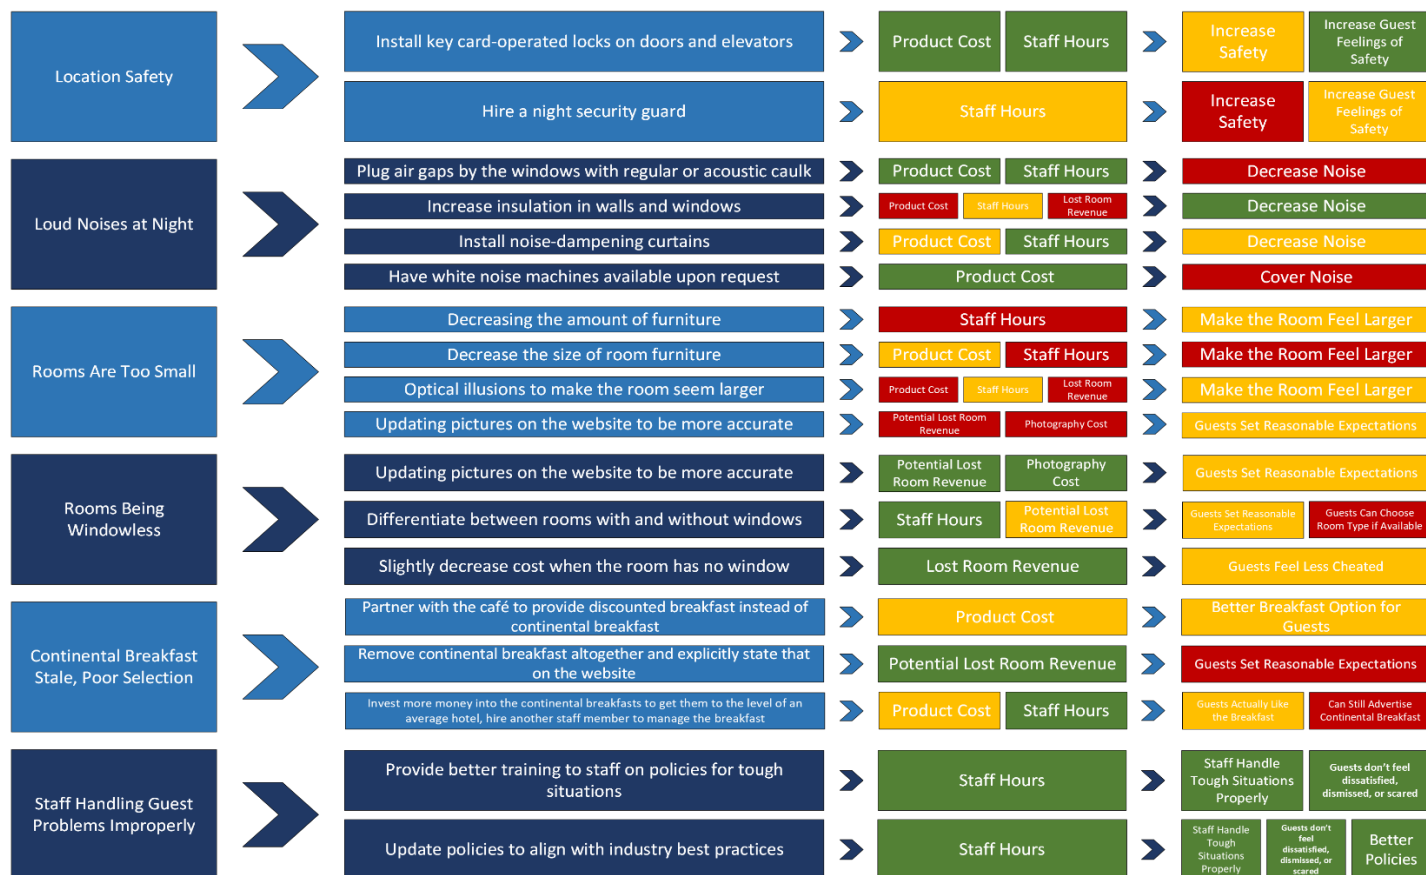 Location Safety
Install key card-operated locks on doors and elevators
Product Cost
Staff Hours
Increase
Safety
Increase Guest
Feelings of
Safety
Hire a night security guard
Staff Hours
Increase
Safety
Increase Guest
Feelings of
Safety
Loud Noises at Night
Plug air gaps by the windows with regular or acoustic caulk
Product Cost
Staff Hours
Decrease Noise
Increase insulation in walls and windows
Product Cost
Staff Hours
Lost Room
Revenue
Decrease Noise
Install noise-dampening curtains
Product Cost
Staff Hours
Decrease Noise
Have white noise machines available upon request
Product Cost
Cover Noise
Rooms Are Too Small
Decreasing the amount of furniture
Staff Hours
Make the Room Feel Larger
Decrease the size of room furniture
Product Cost
Staff Hours
Make the Room Feel Larger
Optical illusions to make the room seem larger
Product Cost
Staff Hours
Lost Room
Revenue
Make the Room Feel Larger
Updating pictures on the website to be more accurate
Potential Lost Room
Revenue
Photography Cost
Guests Set Reasonable Expectations
Rooms Being
Windowless
Updating pictures on the website to be more accurate
Potential Lost
Room Revenue
Photography
Cost
Guests Set Reasonable Expectations
Differentiate between rooms with and without windows
Staff Hours
Potential Lost
Room Revenue
Guests Set Reasonable
Expectations
Guests Can Choose
Room Type if Available
Slightly decrease cost when the room has no window
Lost Room Revenue
Guests Feel Less Cheated
Continental Breakfast
Stale, Poor Selection
Partner with the café to provide discounted breakfast instead of
continental breakfast
Product Cost
Better Breakfast Option for
Guests
Remove continental breakfast altogether and explicitly state that
on the website
Potential Lost Room Revenue
Guests Set Reasonable Expectations
Invest more money into the continental breakfasts to get them to the level of an
average hotel, hire another staff member to manage the breakfast
Product Cost
Staff Hours
Guests Actually Like
the Breakfast
Can Still Advertise
Continental Breakfast
Staff Handling Guest
Problems Improperly
Provide better training to staff on policies for tough
situations
Staff Hours
Staff Handle
Tough Situations
Properly
Guests don't feel
dissatisfied,
dismissed, or scared
Update policies to align with industry best practices
Staff Hours
Staff Handle
Tough
Situations
Properly
Guests don't
feel
dissatisfied,
dismissed, or
scared
Better
Policies